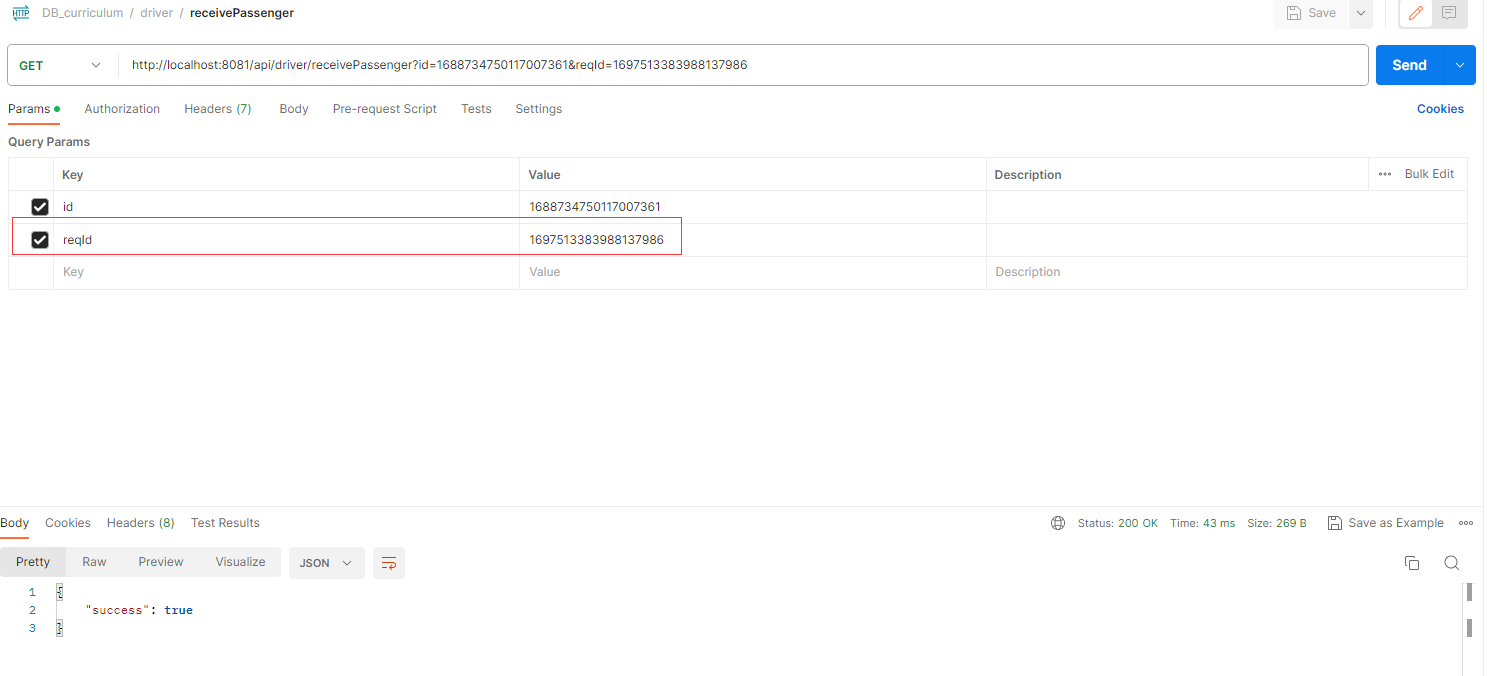 HTTP DB_curriculum / driver / receivePassenger Save
GET http://localhost:8081/api/driver/receivePassenger?id=1688734750117007361&reqId=1697513383988137986 Send
Params Authorization Headers (7) Body Pre-request Script Tests Settings Cookies
Query Params
Key Value Description Bulk Edit
id 1688734750117007361
reqId 1697513383988137986
Key Value Description
Body Cookies Headers (8) Test Results Status: 200 OK Time: 43 ms Size: 269 B Save as Example
Pretty Raw Preview Visualize JSON
1 {
2 "success": true
3 }